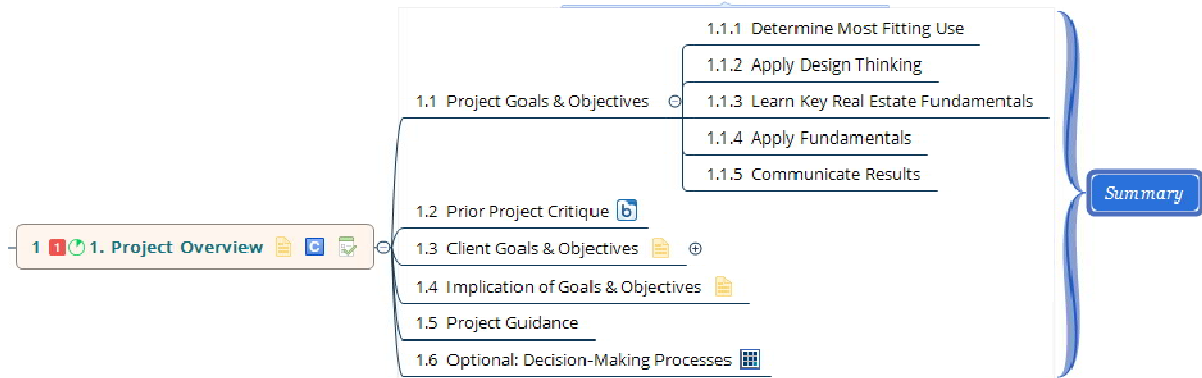 1.1.1 Determine Most Fitting Use
1.1.2 Apply Design Thinking
1.1 Project Goals & Objectives
1.1.3 Learn Key Real Estate Fundamentals
1.1.4 Apply Fundamentals
1.1.5 Communicate Results
Summary
1.2 Prior Project Critique b
1 1 1. Project Overview C
1.3 Client Goals & Objectives
1.4 Implication of Goals & Objectives
1.5 Project Guidance
1.6 Optional: Decision-Making Processes